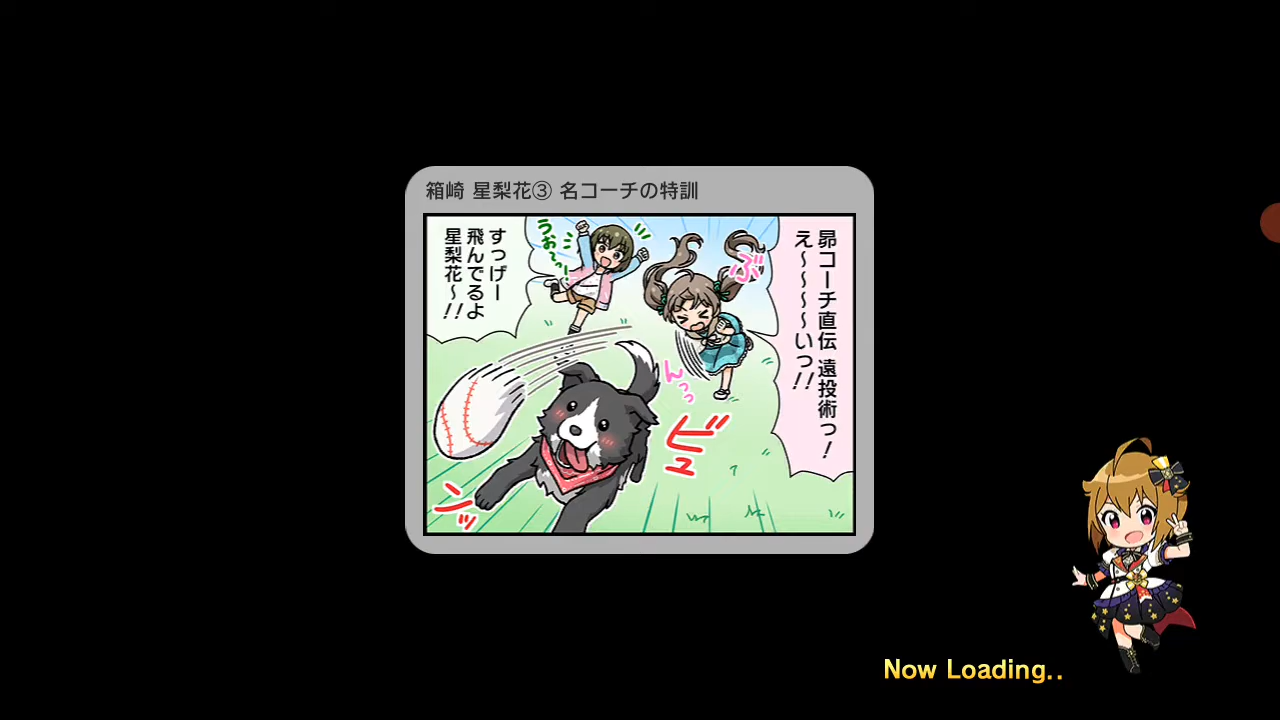 箱崎 星梨花③ 名コーチの特訓
昴コーチ直伝 遠投術っ!
え～～～～いっ!!
ぶ
んっっ
うお～っ!
すっげー
飛んでるよ
星梨花～!!
ビュ
ンッ
Now Loading..